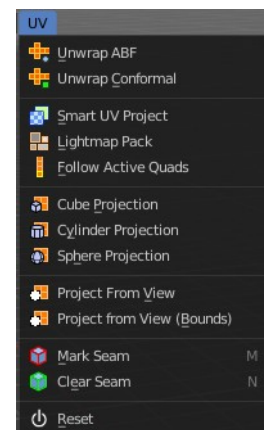 UV
Unwrap ABF
Unwrap Conformal
Smart UV Project
Lightmap Pack
Follow Active Quads
Cube Projection
Cylinder Projection
Sphere Projection
Project From View
Project from View (Bounds)
Mark Seam M
Clear Seam N
Reset